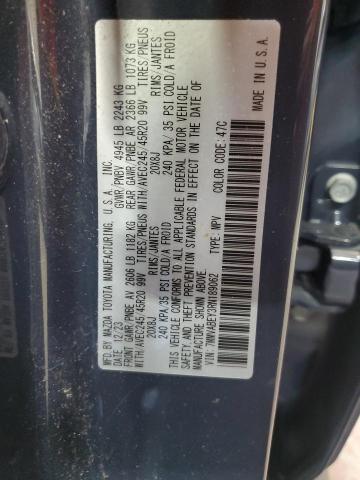 MFD. BY MAZDA TOYOTA MANUFACTURING, U. S. A., INC.
12/23 GVWR/PNBV 4945 LB 2243 KG
FRONT GAWR/PNBE AV 2606 LB 1182 KG REAR GAWR/PNBE AR 2366 LB 1073 KG
WITH/AVEC245/45R20 99V TIRES/PNEUS WITH/AVEC245/45R20 99V TIRES/PNEUS
20X8J RIMS/JANTES 20X8J RIMS/JANTES
240 KPA/35 PSI COLD/A FROID 240 KPA/35 PSI COLD/A FROID
THIS VEHICLE CONFORMS TO ALL APPLICABLE FEDERAL MOTOR VEHICLE
SAFETY, AND THEFT PREVENTION STANDARDS IN EFFECT ON THE DATE
OF MANUFACTURE SHOWN ABOVE.
TYPE: MPV
COLOR CODE: 47C MADE IN U.S.A.